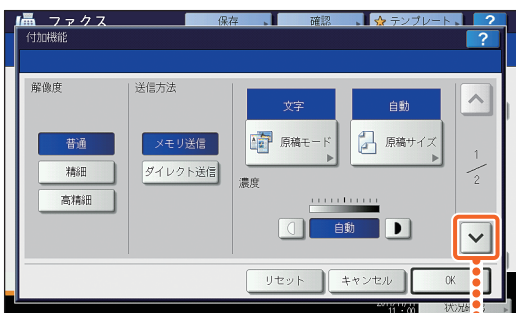 ファクス
保存
確認
テンプレート
?
付加機能
?
解像度
送信方法
文字
自動
原稿モード
原稿サイズ
普通
メモリ送信
1
精細
ダイレクト送信
2
濃度
高精細
自動
リセット
キャンセル
OK
11:00